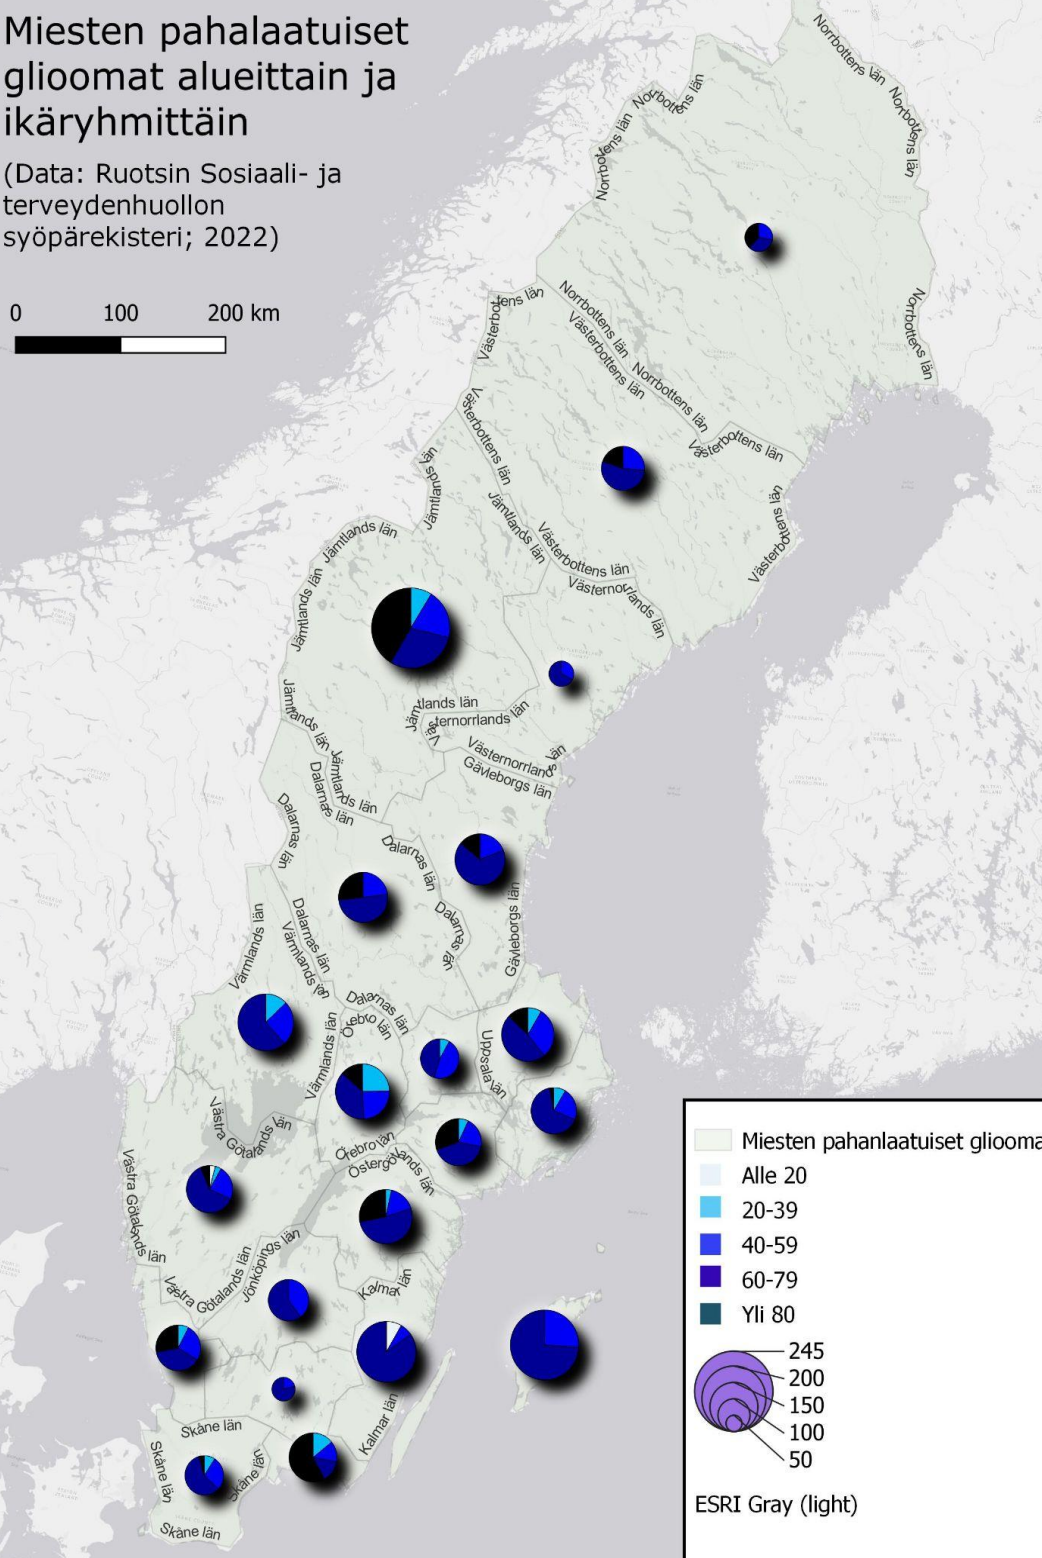 Miesten pahalaatuiset
glioomat alueittain ja
ikäryhmittäin
(Data: Ruotsin Sosiaali- ja
terveydenhuollon
syöpärekisteri; 2022)
0 100 200 km
Norrbottens län
Norrbottens län
Norrbottens län
Norrbottens län
Norrbottens län
Västerbottens län
Norrbottens län
Västerbottens län
Norrbottens län
Västerbottens län
Västerbottens län
Västerbottens län
Jämtlands län
Jämtlands län
Jämtlands län
Västerbottens län
Västernorrlands län
Jämtlands län
Jämtlands län
Jämtlands län
Västernorrlands län
Jämtlands län
Västernorrlands län
Gävleborgs län
Dalarnas län
Dalarnas län
Dalarnas län
Dalarnas län
Gävleborgs län
Värmlands län
Dalarnas län
Värmlands län
Dalarnas län
Örebro län
Värmlands län
Uppsala län
Västra Götalands län
Västra Götalands län
Örebro län
Östergötlands län
Västra Götalands län
Jönköpings län
Kalmar län
Kalmar län
Skåne län
Skåne län
Skåne län
Skåne län
Miesten pahanlaatuiset gliooma
Alle 20
20-39
40-59
60-79
Yli 80
245
200
150
100
50
ESRI Gray (light)